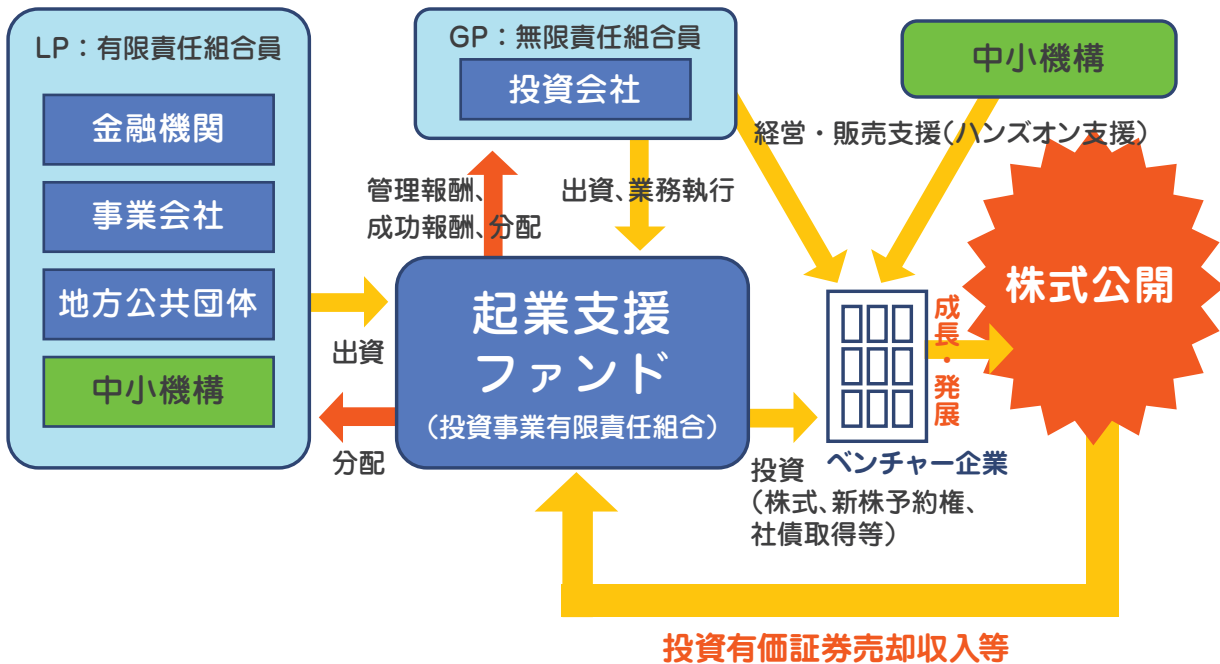 LP：有限責任組合員
金融機関
事業会社
地方公共団体
中小機構
GP：無限責任組合員
投資会社
中小機構
経営・販売支援（ハンズオン支援）
管理報酬、
成功報酬、分配
出資、業務執行
出資
分配
起業支援
ファンド
（投資事業有限責任組合）
投資
（株式、新株予約権、
社債取得等）
ベンチャー企業
成長・発展
株式公開
投資有価証券売却収入等